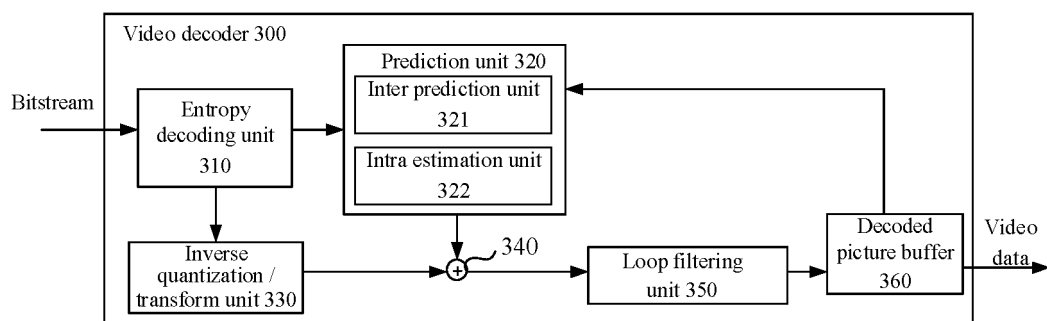 Video decoder 300
Bitstream
Entropy
decoding unit
310
Prediction unit 320
Inter prediction unit
321
Intra estimation unit
322
Inverse
quantization /
transform unit 330
340
Loop filtering
unit 350
Decoded
picture buffer
360
Video
data